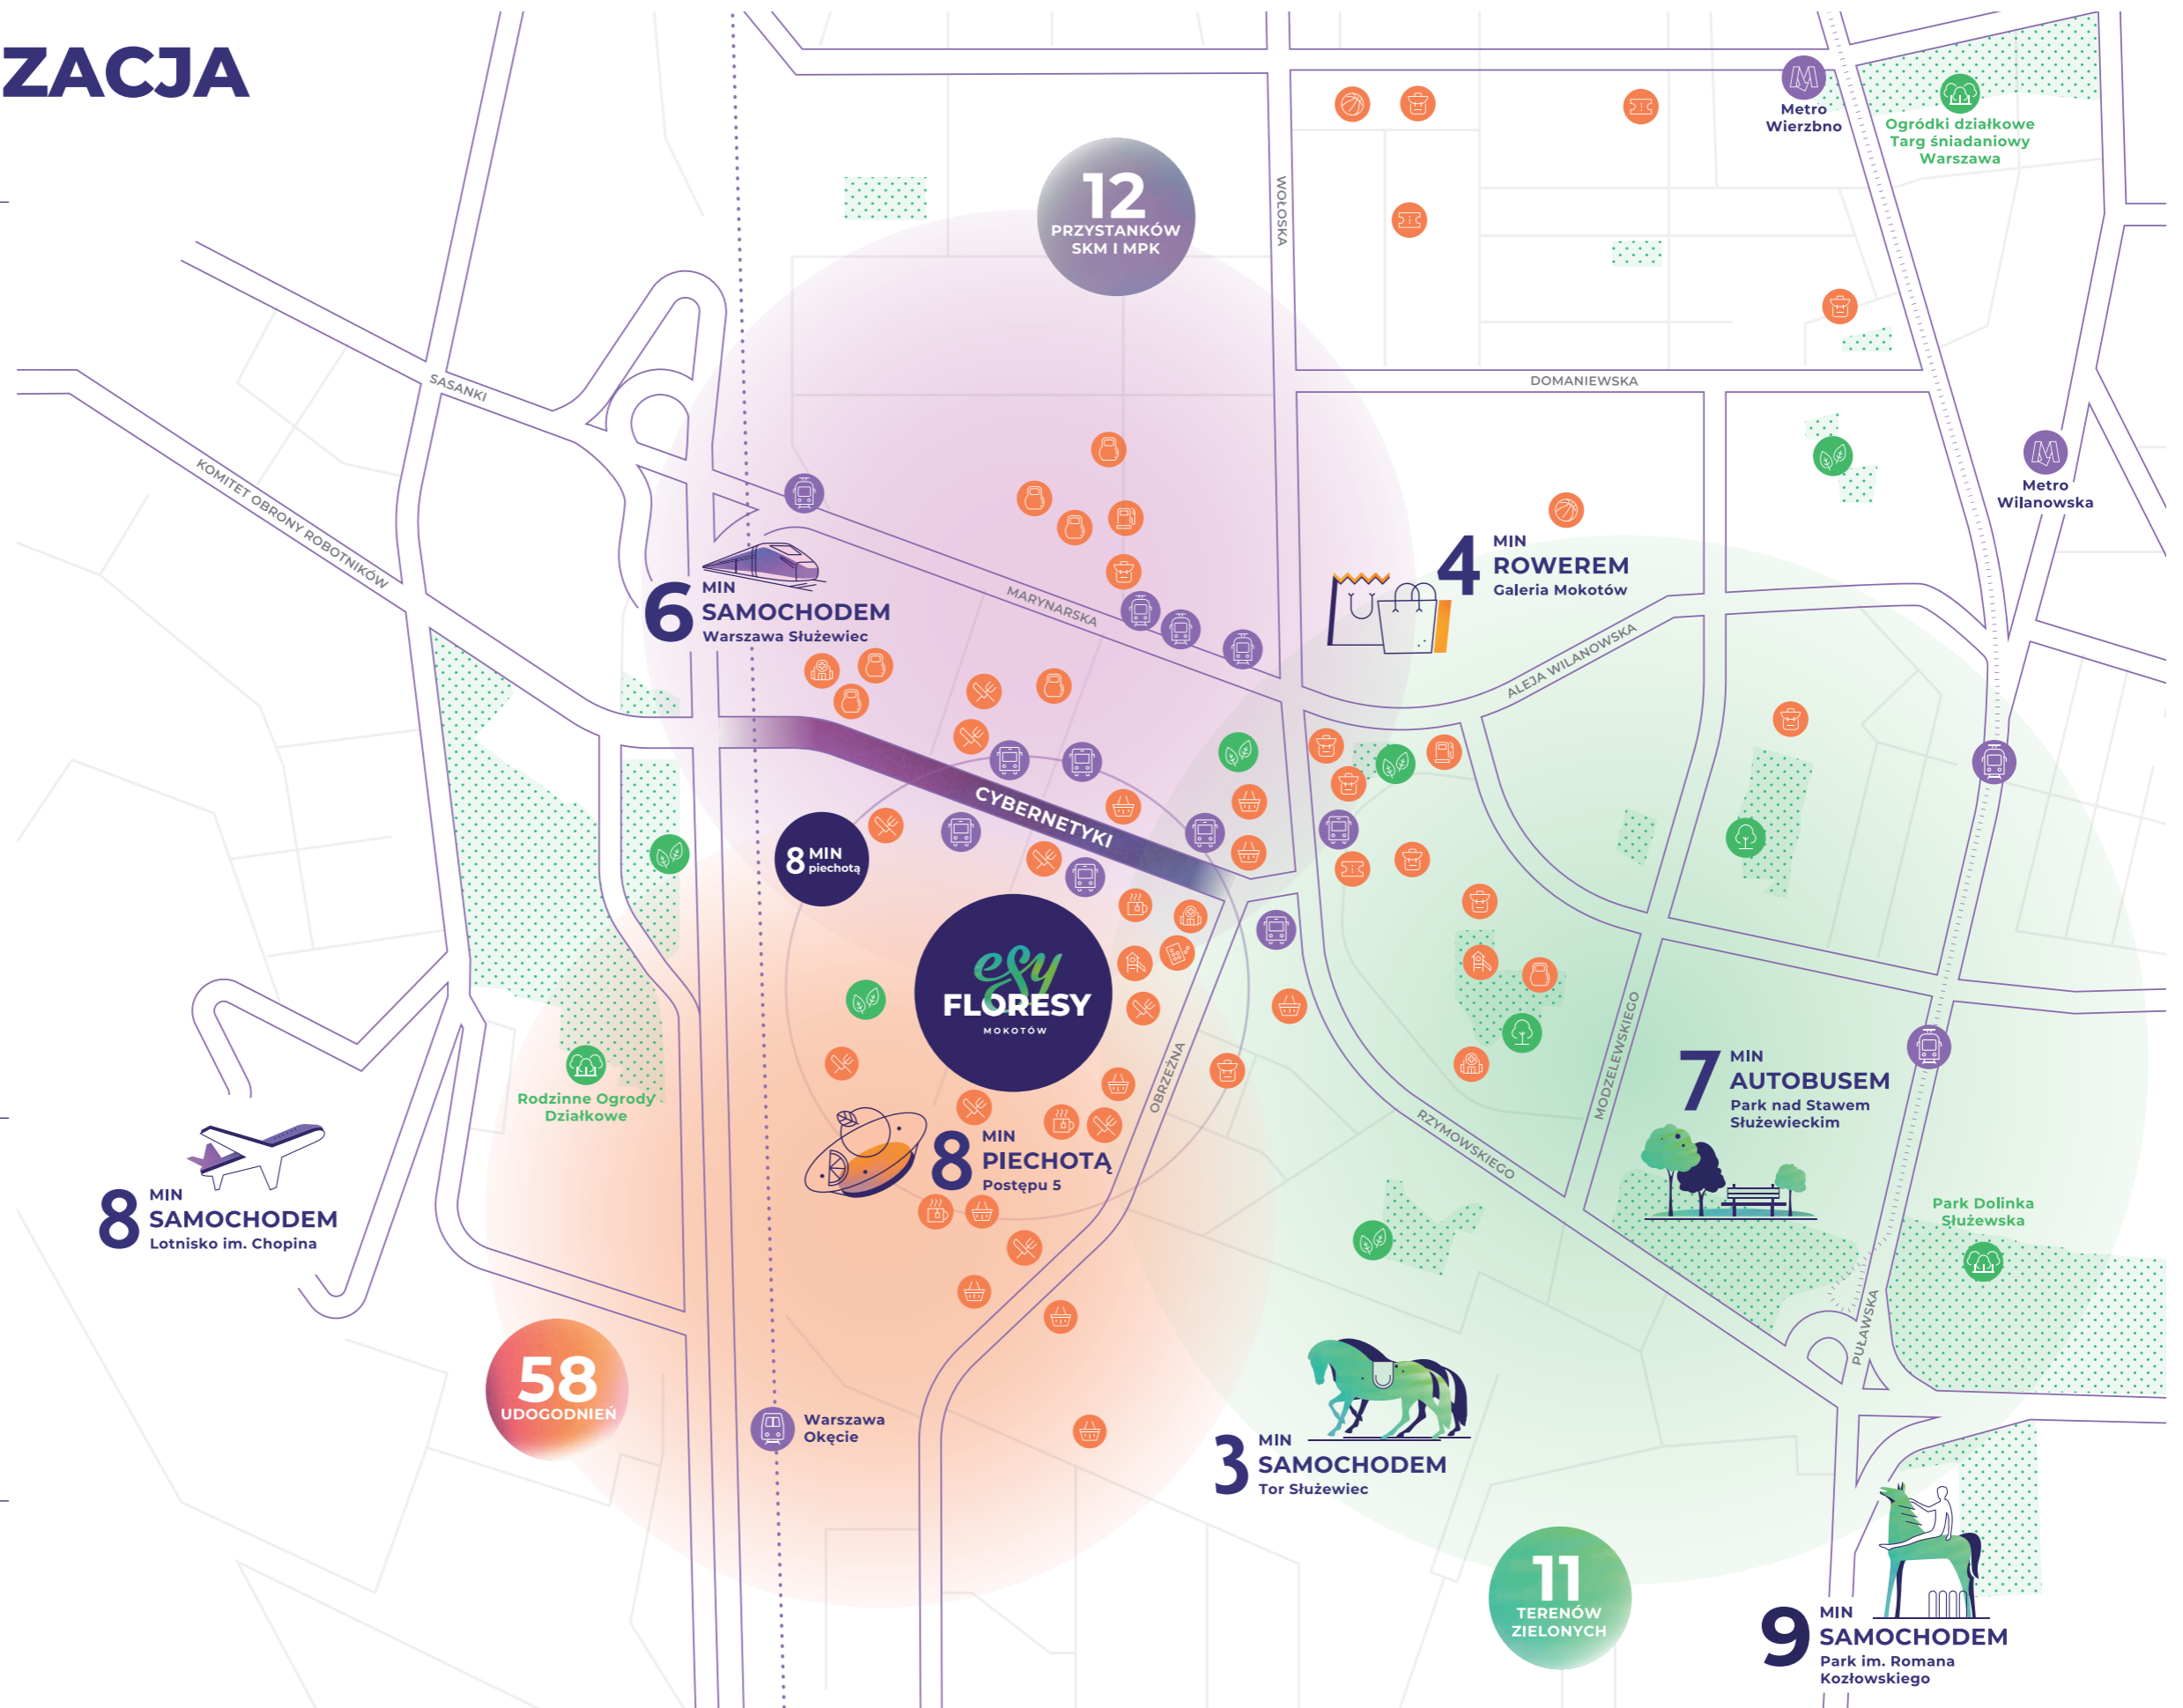 ZACJA
Metro
Wierzbno
Ogródki działkowe
Targ śniadaniowy
Warszawa
12
PRZYSTANKÓW
SKM I MPK
WOŁOSKA
SASANKI
DOMANIEWSKA
KOMITET OBRONY ROBOTNIKÓW
Metro
Wilanowska
4 MIN
ROWEREM
Galeria Mokotów
6 MIN
SAMOCHODEM
Warszawa Służewiec
MARYNARSKA
ALEJA WILANOWSKA
CYBERNETYKI
8 MIN
piechotą
esy
FLORESY
MOKOTÓW
OBRZEŻNA
MODZELEWSKIEGO
RZYMOWSKIEGO
7 MIN
AUTOBUSEM
Park nad Stawem
Służewieckim
Rodzinne Ogrody
Działkowe
8 MIN
PIECHOTĄ
Postępu 5
8 MIN
SAMOCHODEM
Lotnisko im. Chopina
Park Dolinka
Służewska
PUŁAWSKA
58
UDOGODNIEŃ
Warszawa
Okęcie
3 MIN
SAMOCHODEM
Tor Służewiec
11
TERENÓW
ZIELONYCH
9 MIN
SAMOCHODEM
Park im. Romana
Kozłowskiego